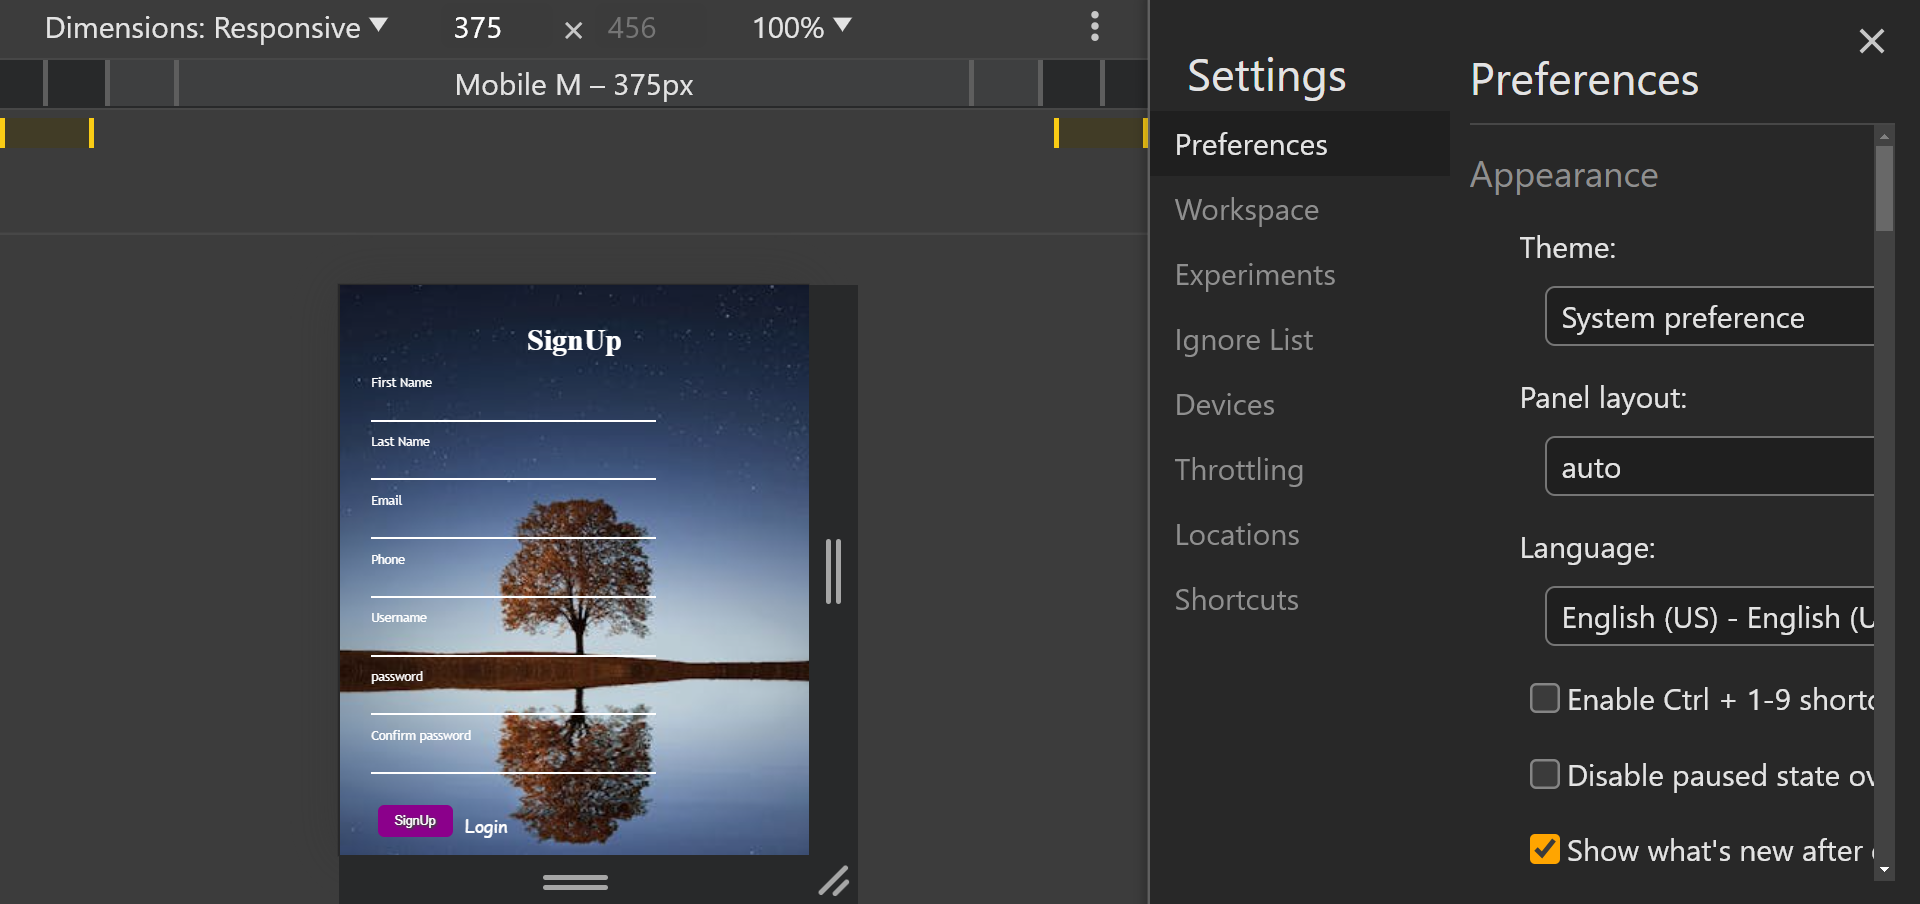 Dimensions: Responsive 375 × 456 100%
Mobile M – 375px
SignUp
First Name
Last Name
Email
Phone
Username
password
Confirm password
SignUp Login
Settings
Preferences
Workspace
Experiments
Ignore List
Devices
Throttling
Locations
Shortcuts
Preferences
Appearance
Theme:
System preference
Panel layout:
auto
Language:
English (US) - English (U
Enable Ctrl + 1-9 shortc
Disable paused state ov
Show what's new after